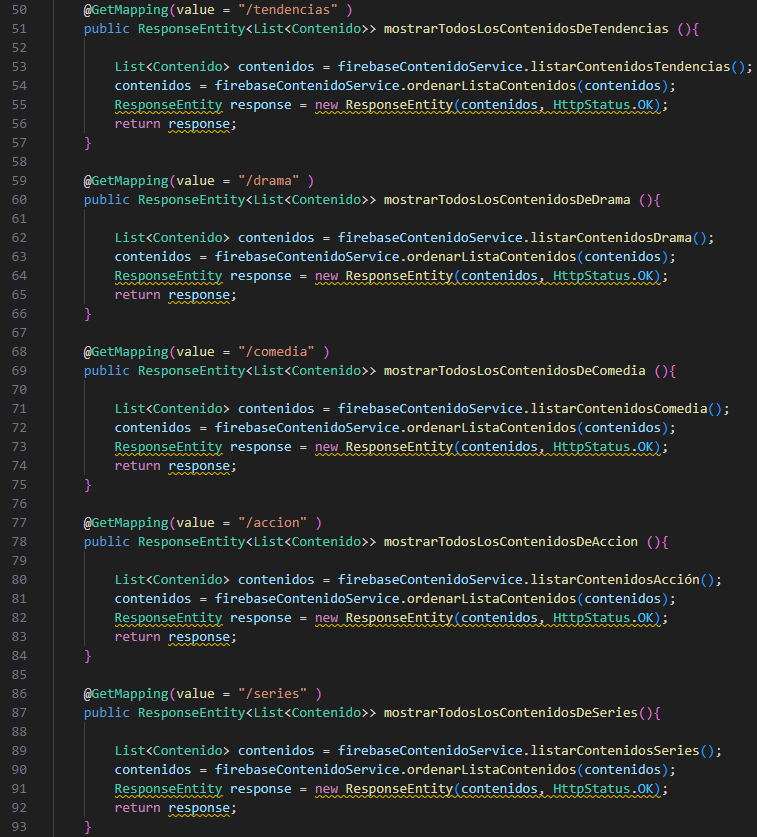 50 @GetMapping(value = "/tendencias" )
51 public ResponseEntity<List<Contenido>> mostrarTodosLosContenidosDeTendencias (){
52
53 List<Contenido> contenidos = firebaseContenidoService.listarContenidosTendencias();
54 contenidos = firebaseContenidoService.ordenarListaContenidos(contenidos);
55 ResponseEntity response = new ResponseEntity(contenidos, HttpStatus.OK);
56 return response;
57 }
58
59 @GetMapping(value = "/drama" )
60 public ResponseEntity<List<Contenido>> mostrarTodosLosContenidosDeDrama (){
61
62 List<Contenido> contenidos = firebaseContenidoService.listarContenidosDrama();
63 contenidos = firebaseContenidoService.ordenarListaContenidos(contenidos);
64 ResponseEntity response = new ResponseEntity(contenidos, HttpStatus.OK);
65 return response;
66 }
67
68 @GetMapping(value = "/comedia" )
69 public ResponseEntity<List<Contenido>> mostrarTodosLosContenidosDeComedia (){
70
71 List<Contenido> contenidos = firebaseContenidoService.listarContenidosComedia();
72 contenidos = firebaseContenidoService.ordenarListaContenidos(contenidos);
73 ResponseEntity response = new ResponseEntity(contenidos, HttpStatus.OK);
74 return response;
75 }
76
77 @GetMapping(value = "/accion" )
78 public ResponseEntity<List<Contenido>> mostrarTodosLosContenidosDeAccion (){
79
80 List<Contenido> contenidos = firebaseContenidoService.listarContenidosAcción();
81 contenidos = firebaseContenidoService.ordenarListaContenidos(contenidos);
82 ResponseEntity response = new ResponseEntity(contenidos, HttpStatus.OK);
83 return response;
84 }
85
86 @GetMapping(value = "/series" )
87 public ResponseEntity<List<Contenido>> mostrarTodosLosContenidosDeSeries(){
88
89 List<Contenido> contenidos = firebaseContenidoService.listarContenidosSeries();
90 contenidos = firebaseContenidoService.ordenarListaContenidos(contenidos);
91 ResponseEntity response = new ResponseEntity(contenidos, HttpStatus.OK);
92 return response;
93 }